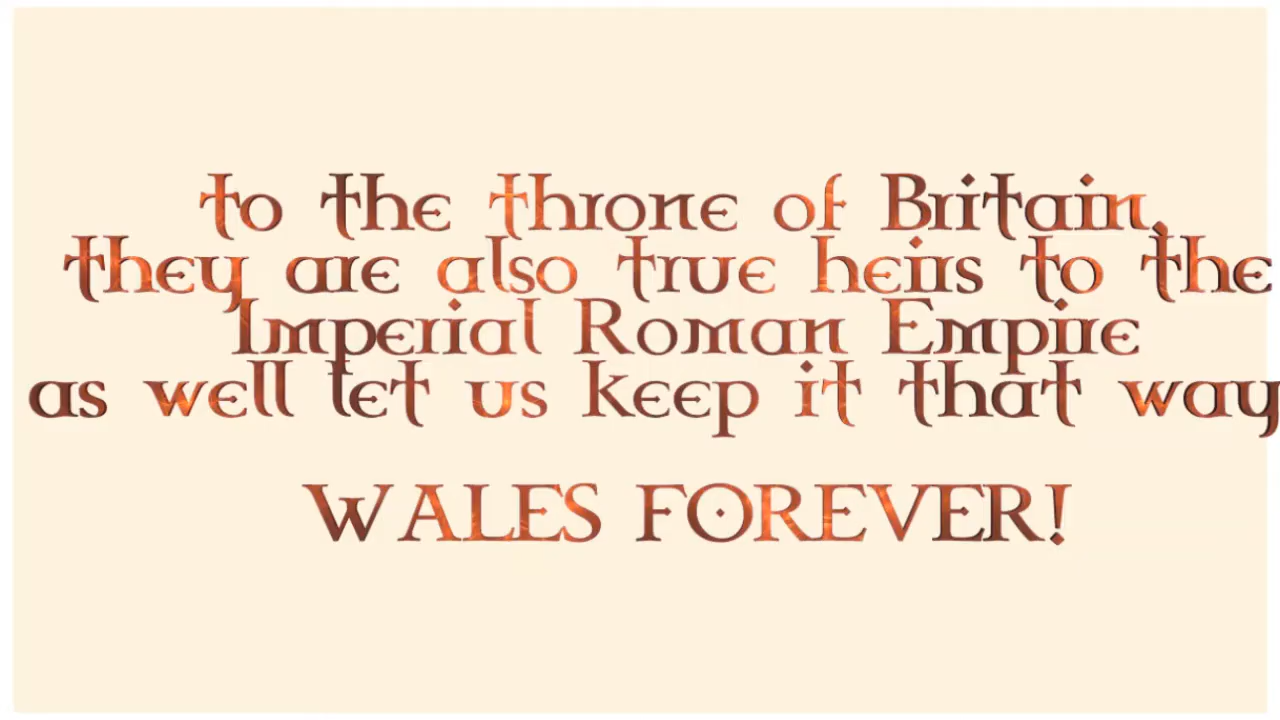 to the throne of Britain,
they are also true heirs to the
Imperial Roman Empire
as well let us keep it that way
WALES FOREVER!